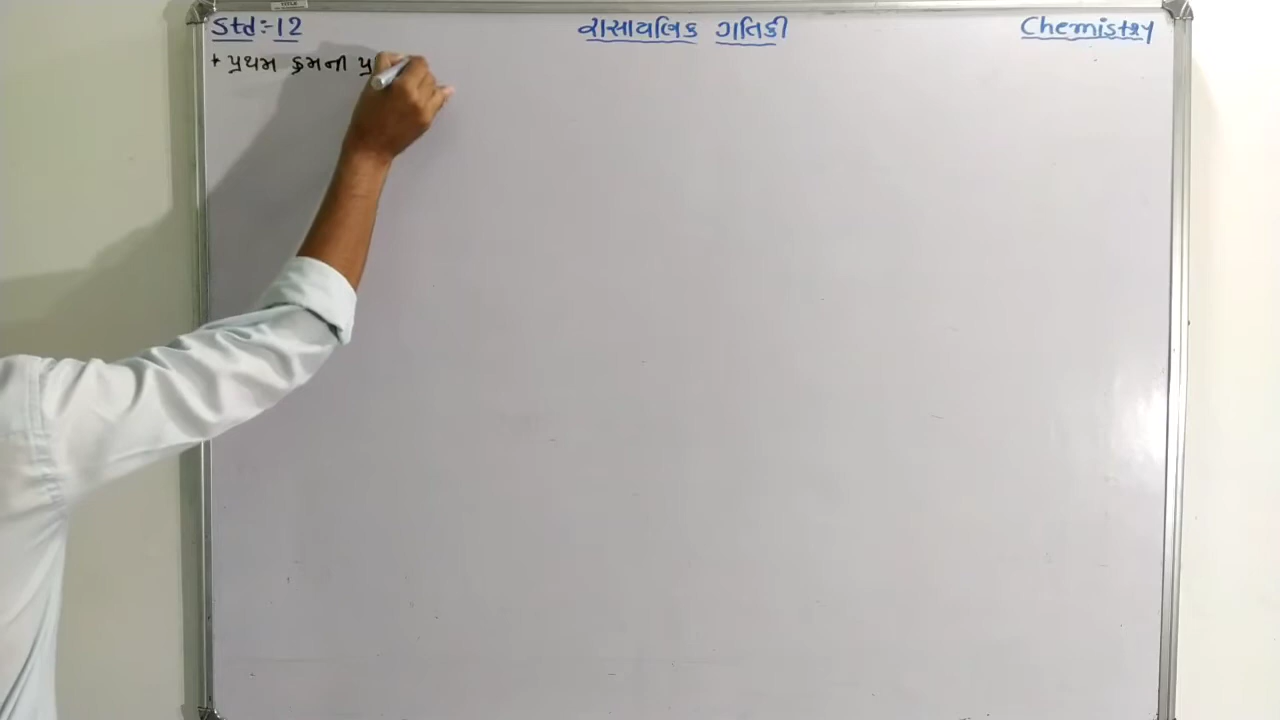 Std:-12 રાસાયણિક ગતિકી Chemistry
* પ્રથમ ક્રમની